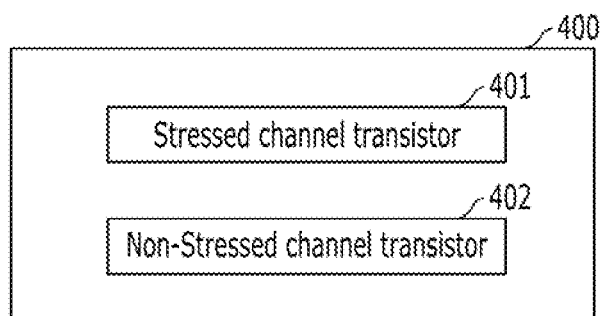 400
401
Stressed channel transistor
402
Non-Stressed channel transistor